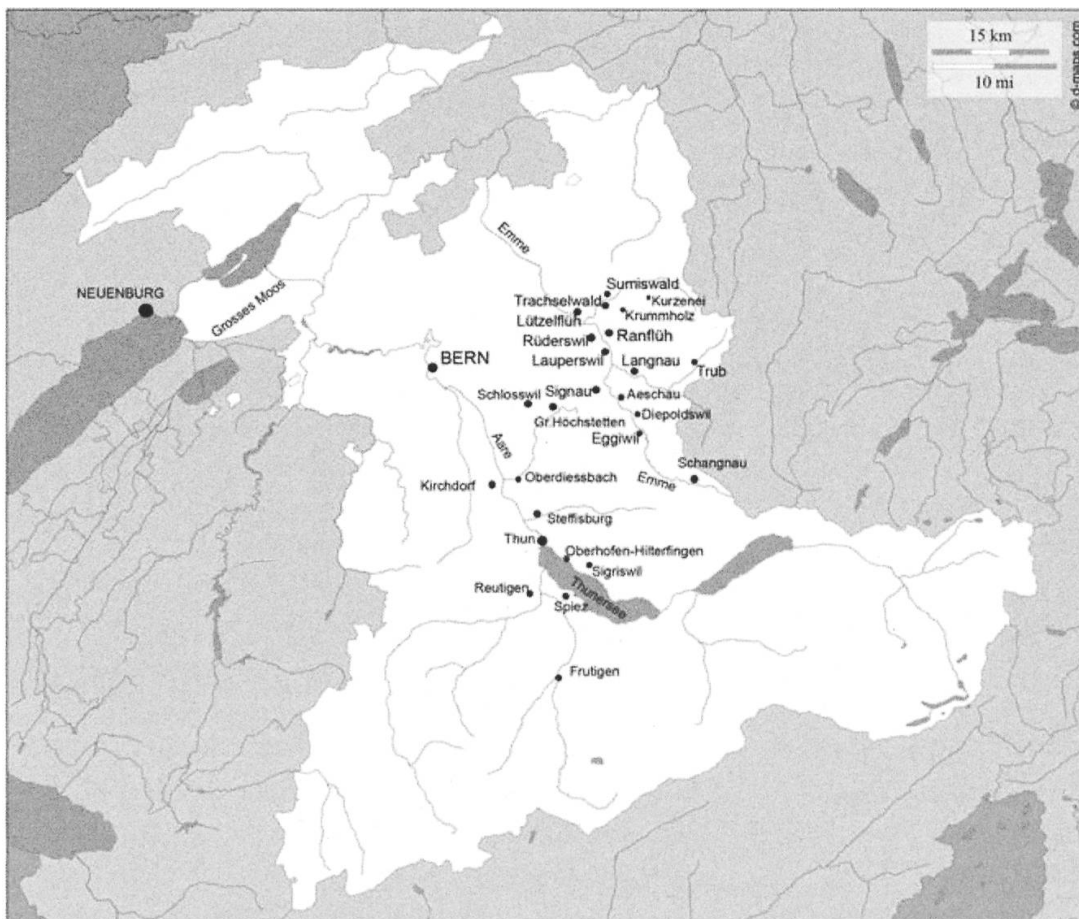 15 km
10 mi
© d-maps.com
Emme
NEUENBURG
Grosses Moos
Sumiswald
Trachselwald
Kurzenei
Krummholz
Lützelflüh
Ranflüh
Rüderswil
BERN
Lauperswil
Langnau
Trub
Schlosswil
Signau
Aeschau
Gr.Höchstetten
Diepoldswil
Eggiwil
Aare
Schangnau
Kirchdorf
Oberdiessbach
Emme
Steffisburg
Thun
Oberhofen-Hilterfingen
Sigriswil
Reutigen
Thunersee
Spiez
Frutigen